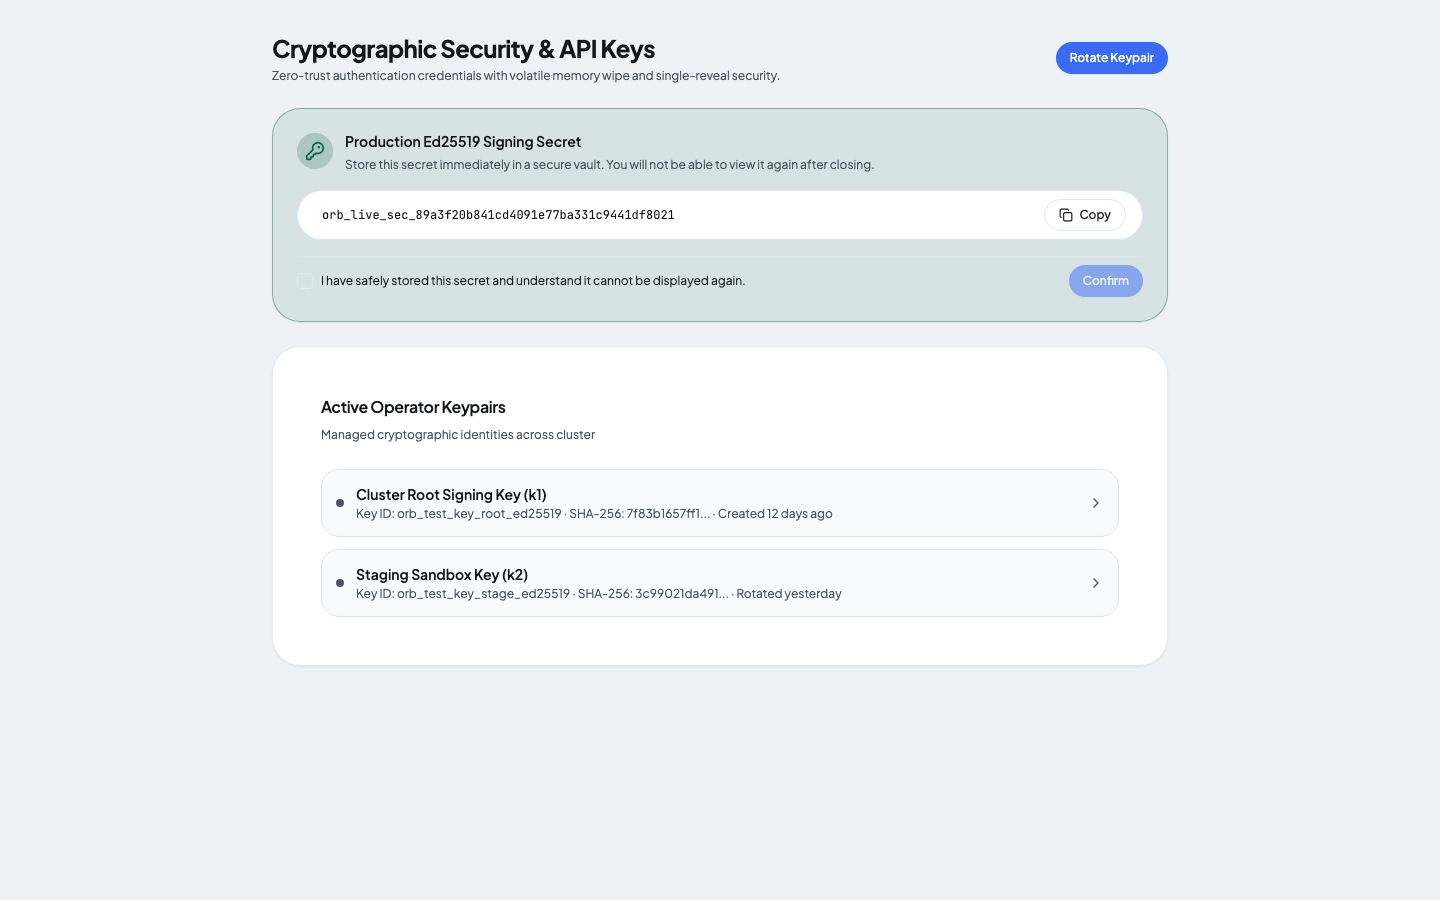 Cryptographic Security & API Keys
Zero-trust authentication credentials with volatile memory wipe and single-reveal security.
Rotate Keypair
Production Ed25519 Signing Secret
Store this secret immediately in a secure vault. You will not be able to view it again after closing.
orb_live_sec_89a3f20b841cd4091e77ba331c9441df8021
Copy
I have safely stored this secret and understand it cannot be displayed again.
Confirm
Active Operator Keypairs
Managed cryptographic identities across cluster
Cluster Root Signing Key (k1)
Key ID: orb_test_key_root_ed25519 · SHA-256: 7f83b1657ff1... · Created 12 days ago
Staging Sandbox Key (k2)
Key ID: orb_test_key_stage_ed25519 · SHA-256: 3c99021da491... · Rotated yesterday